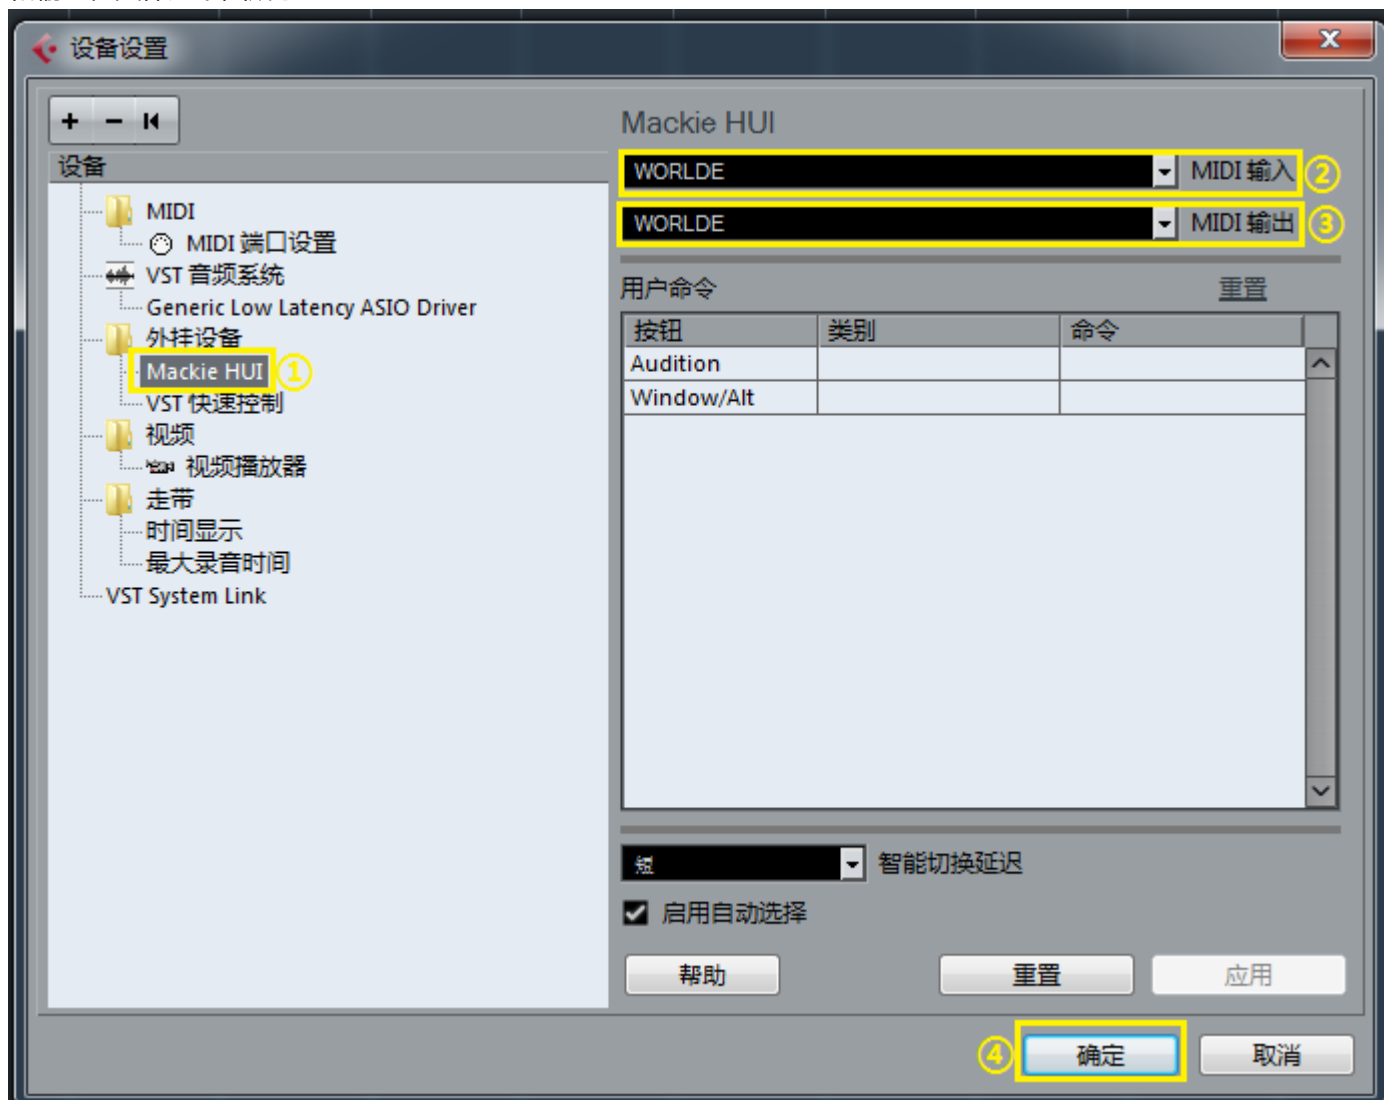 设备设置
+ - I◀
Mackie HUI
设备
WORLDE MIDI 输入 ②
WORLDE MIDI 输出 ③
MIDI
MIDI 端口设置
VST 音频系统
Generic Low Latency ASIO Driver
外挂设备
Mackie HUI ①
VST 快速控制
视频
视频播放器
走带
时间显示
最大录音时间
VST System Link
用户命令 重置
按钮 类别 命令
Audition
Window/Alt
短 智能切换延迟
启用自动选择
帮助 重置 应用
④ 确定 取消